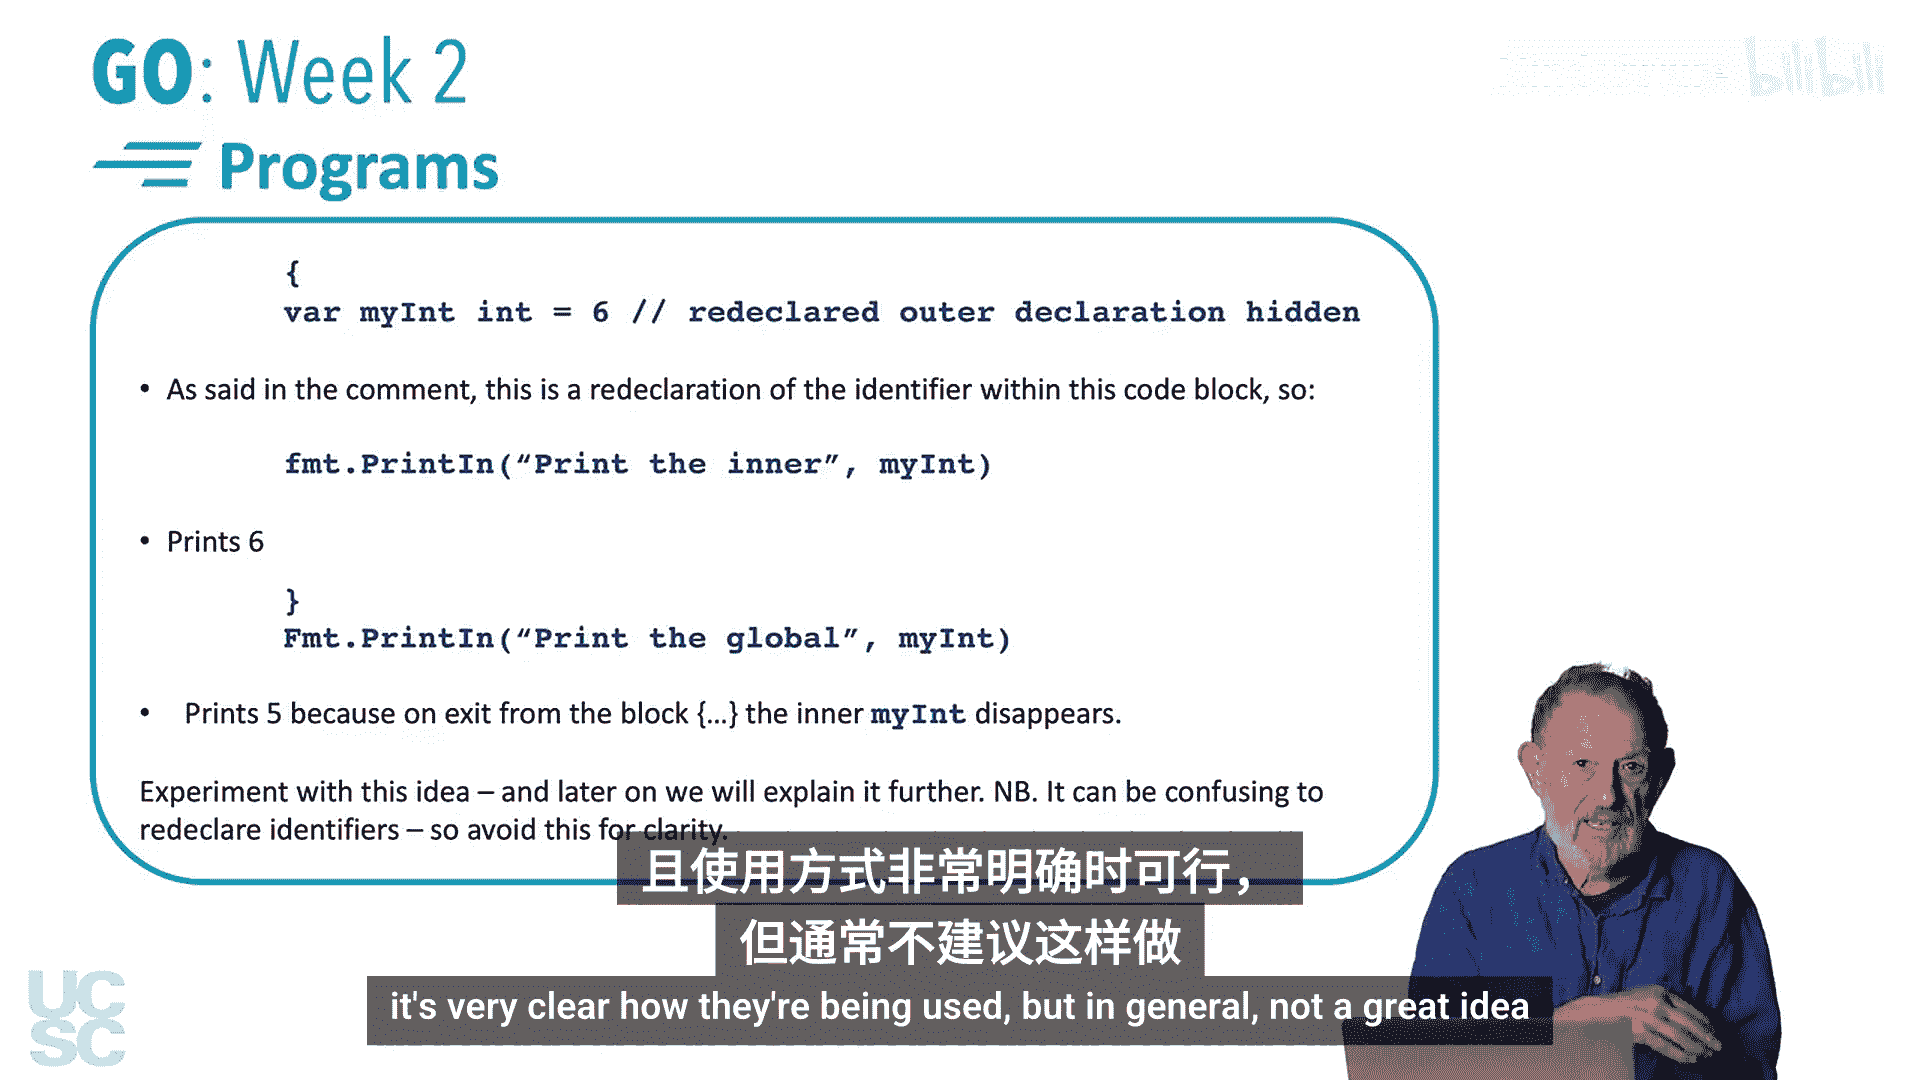 GO: Week 2
Programs
bilibili
{
var myInt int = 6 // redeclared outer declaration hidden
• As said in the comment, this is a redeclaration of the identifier within this code block, so:
fmt.PrintIn(“Print the inner”, myInt)
• Prints 6
}
Fmt.PrintIn(“Print the global”, myInt)
• Prints 5 because on exit from the block {…} the inner myInt disappears.
Experiment with this idea – and later on we will explain it further. NB. It can be confusing to
redeclare identifiers – so avoid this for clarity.
且使用方式非常明确时可行，
但通常不建议这样做
it's very clear how they're being used, but in general, not a great idea
UC
SC